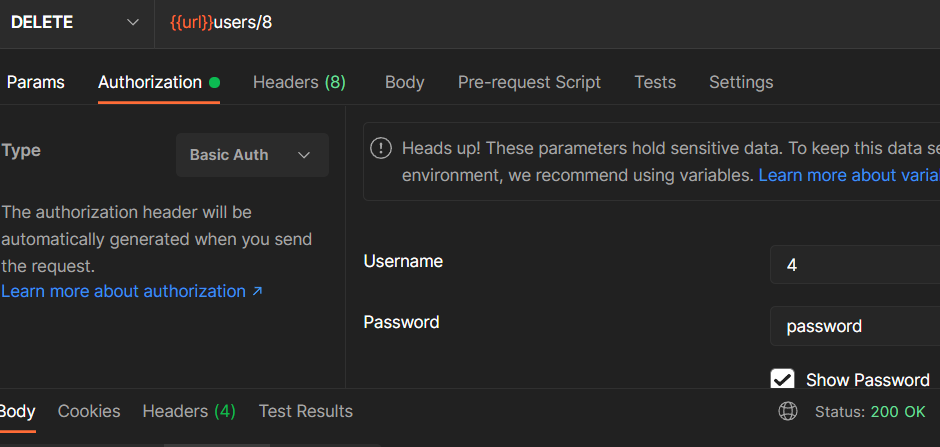 DELETE {{url}}users/8
Params Authorization Headers (8) Body Pre-request Script Tests Settings
Type Basic Auth
The authorization header will be
automatically generated when you send
the request.
Learn more about authorization ↗
Heads up! These parameters hold sensitive data. To keep this data se
environment, we recommend using variables. Learn more about varia
Username 4
Password password
Show Password
Body Cookies Headers (4) Test Results Status: 200 OK